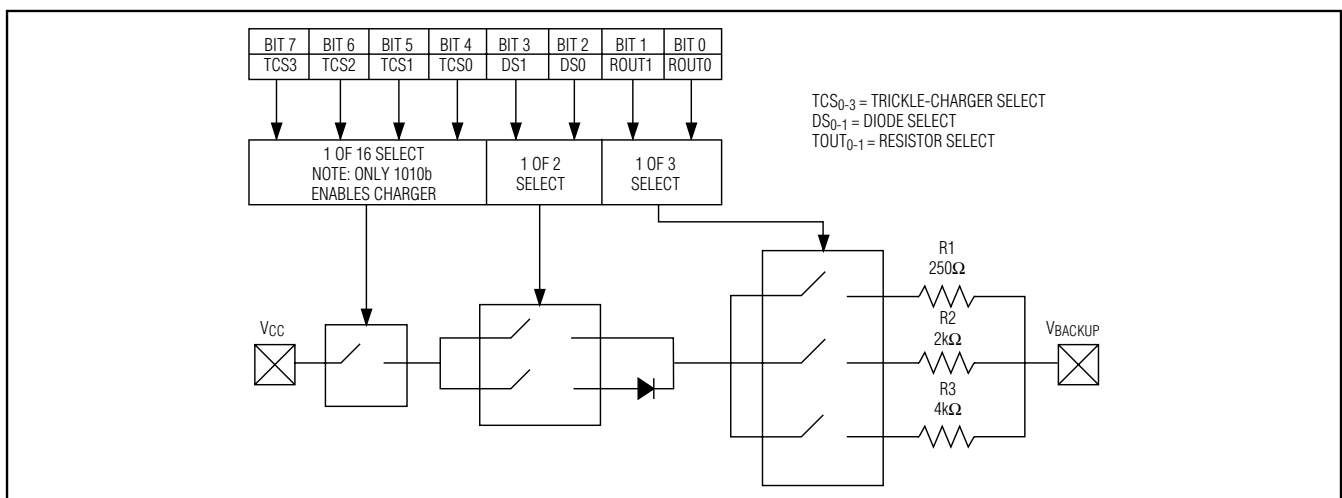 BIT 7 BIT 6 BIT 5 BIT 4 BIT 3 BIT 2 BIT 1 BIT 0
TCS3 TCS2 TCS1 TCS0 DS1 DS0 ROUT1 ROUT0
TCS0-3 = TRICKLE-CHARGER SELECT
DS0-1 = DIODE SELECT
TOUT0-1 = RESISTOR SELECT
1 OF 16 SELECT
NOTE: ONLY 1010b
ENABLES CHARGER
1 OF 2
SELECT
1 OF 3
SELECT
R1
250Ω
VCC
R2
2kΩ
VBACKUP
R3
4kΩ